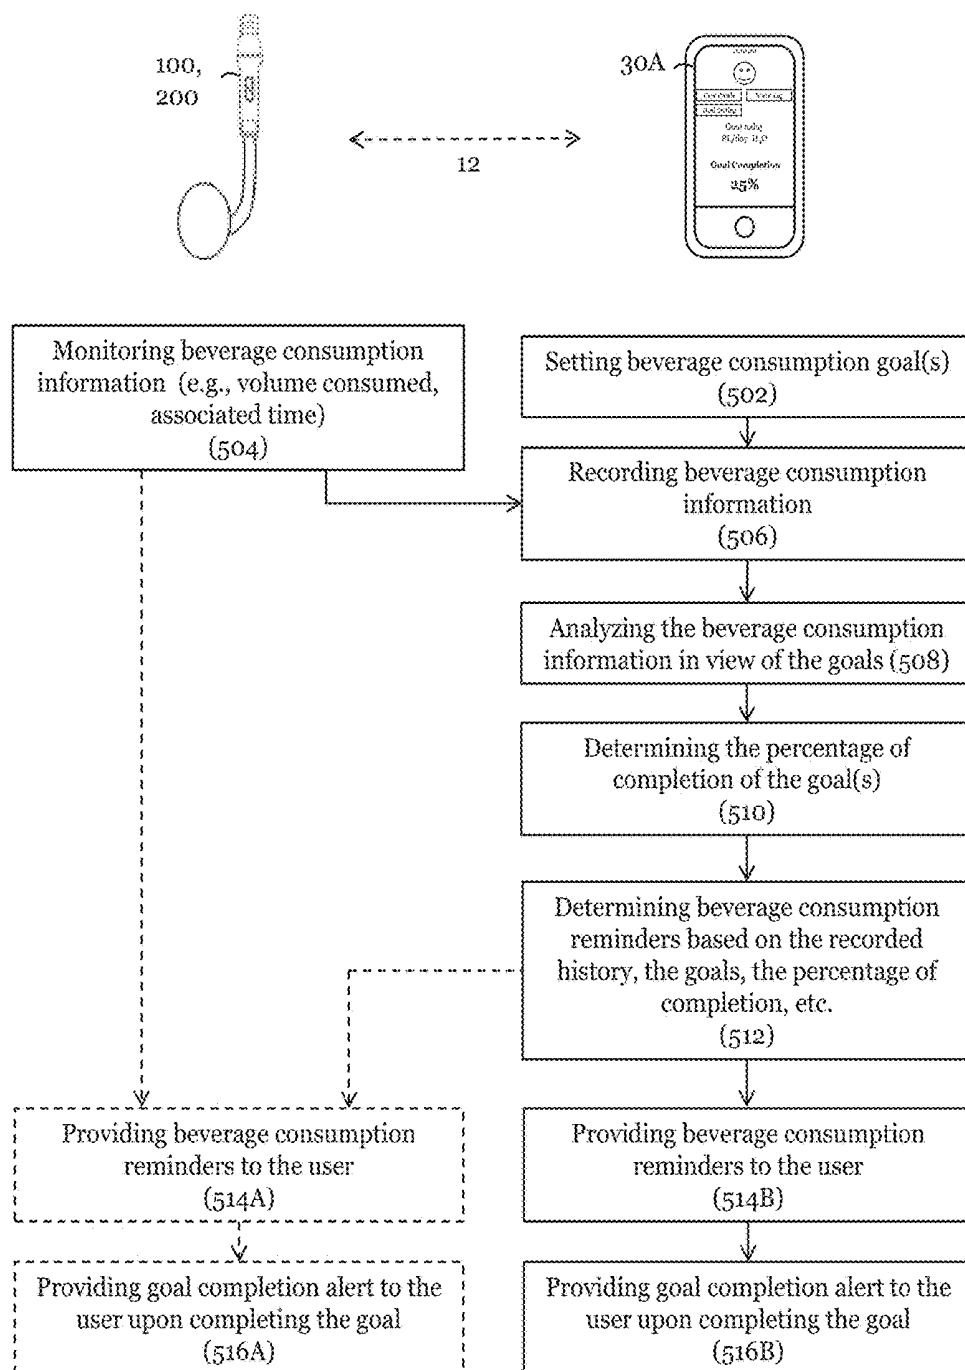 100,
200
12
30A
Goal Completion
25%
Monitoring beverage consumption
information (e.g., volume consumed,
associated time)
(504)
Setting beverage consumption goal(s)
(502)
Recording beverage consumption
information
(506)
Analyzing the beverage consumption
information in view of the goals (508)
Determining the percentage of
completion of the goal(s)
(510)
Determining beverage consumption
reminders based on the recorded
history, the goals, the percentage of
completion, etc.
(512)
Providing beverage consumption
reminders to the user
(514A)
Providing beverage consumption
reminders to the user
(514B)
Providing goal completion alert to the
user upon completing the goal
(516A)
Providing goal completion alert to the
user upon completing the goal
(516B)